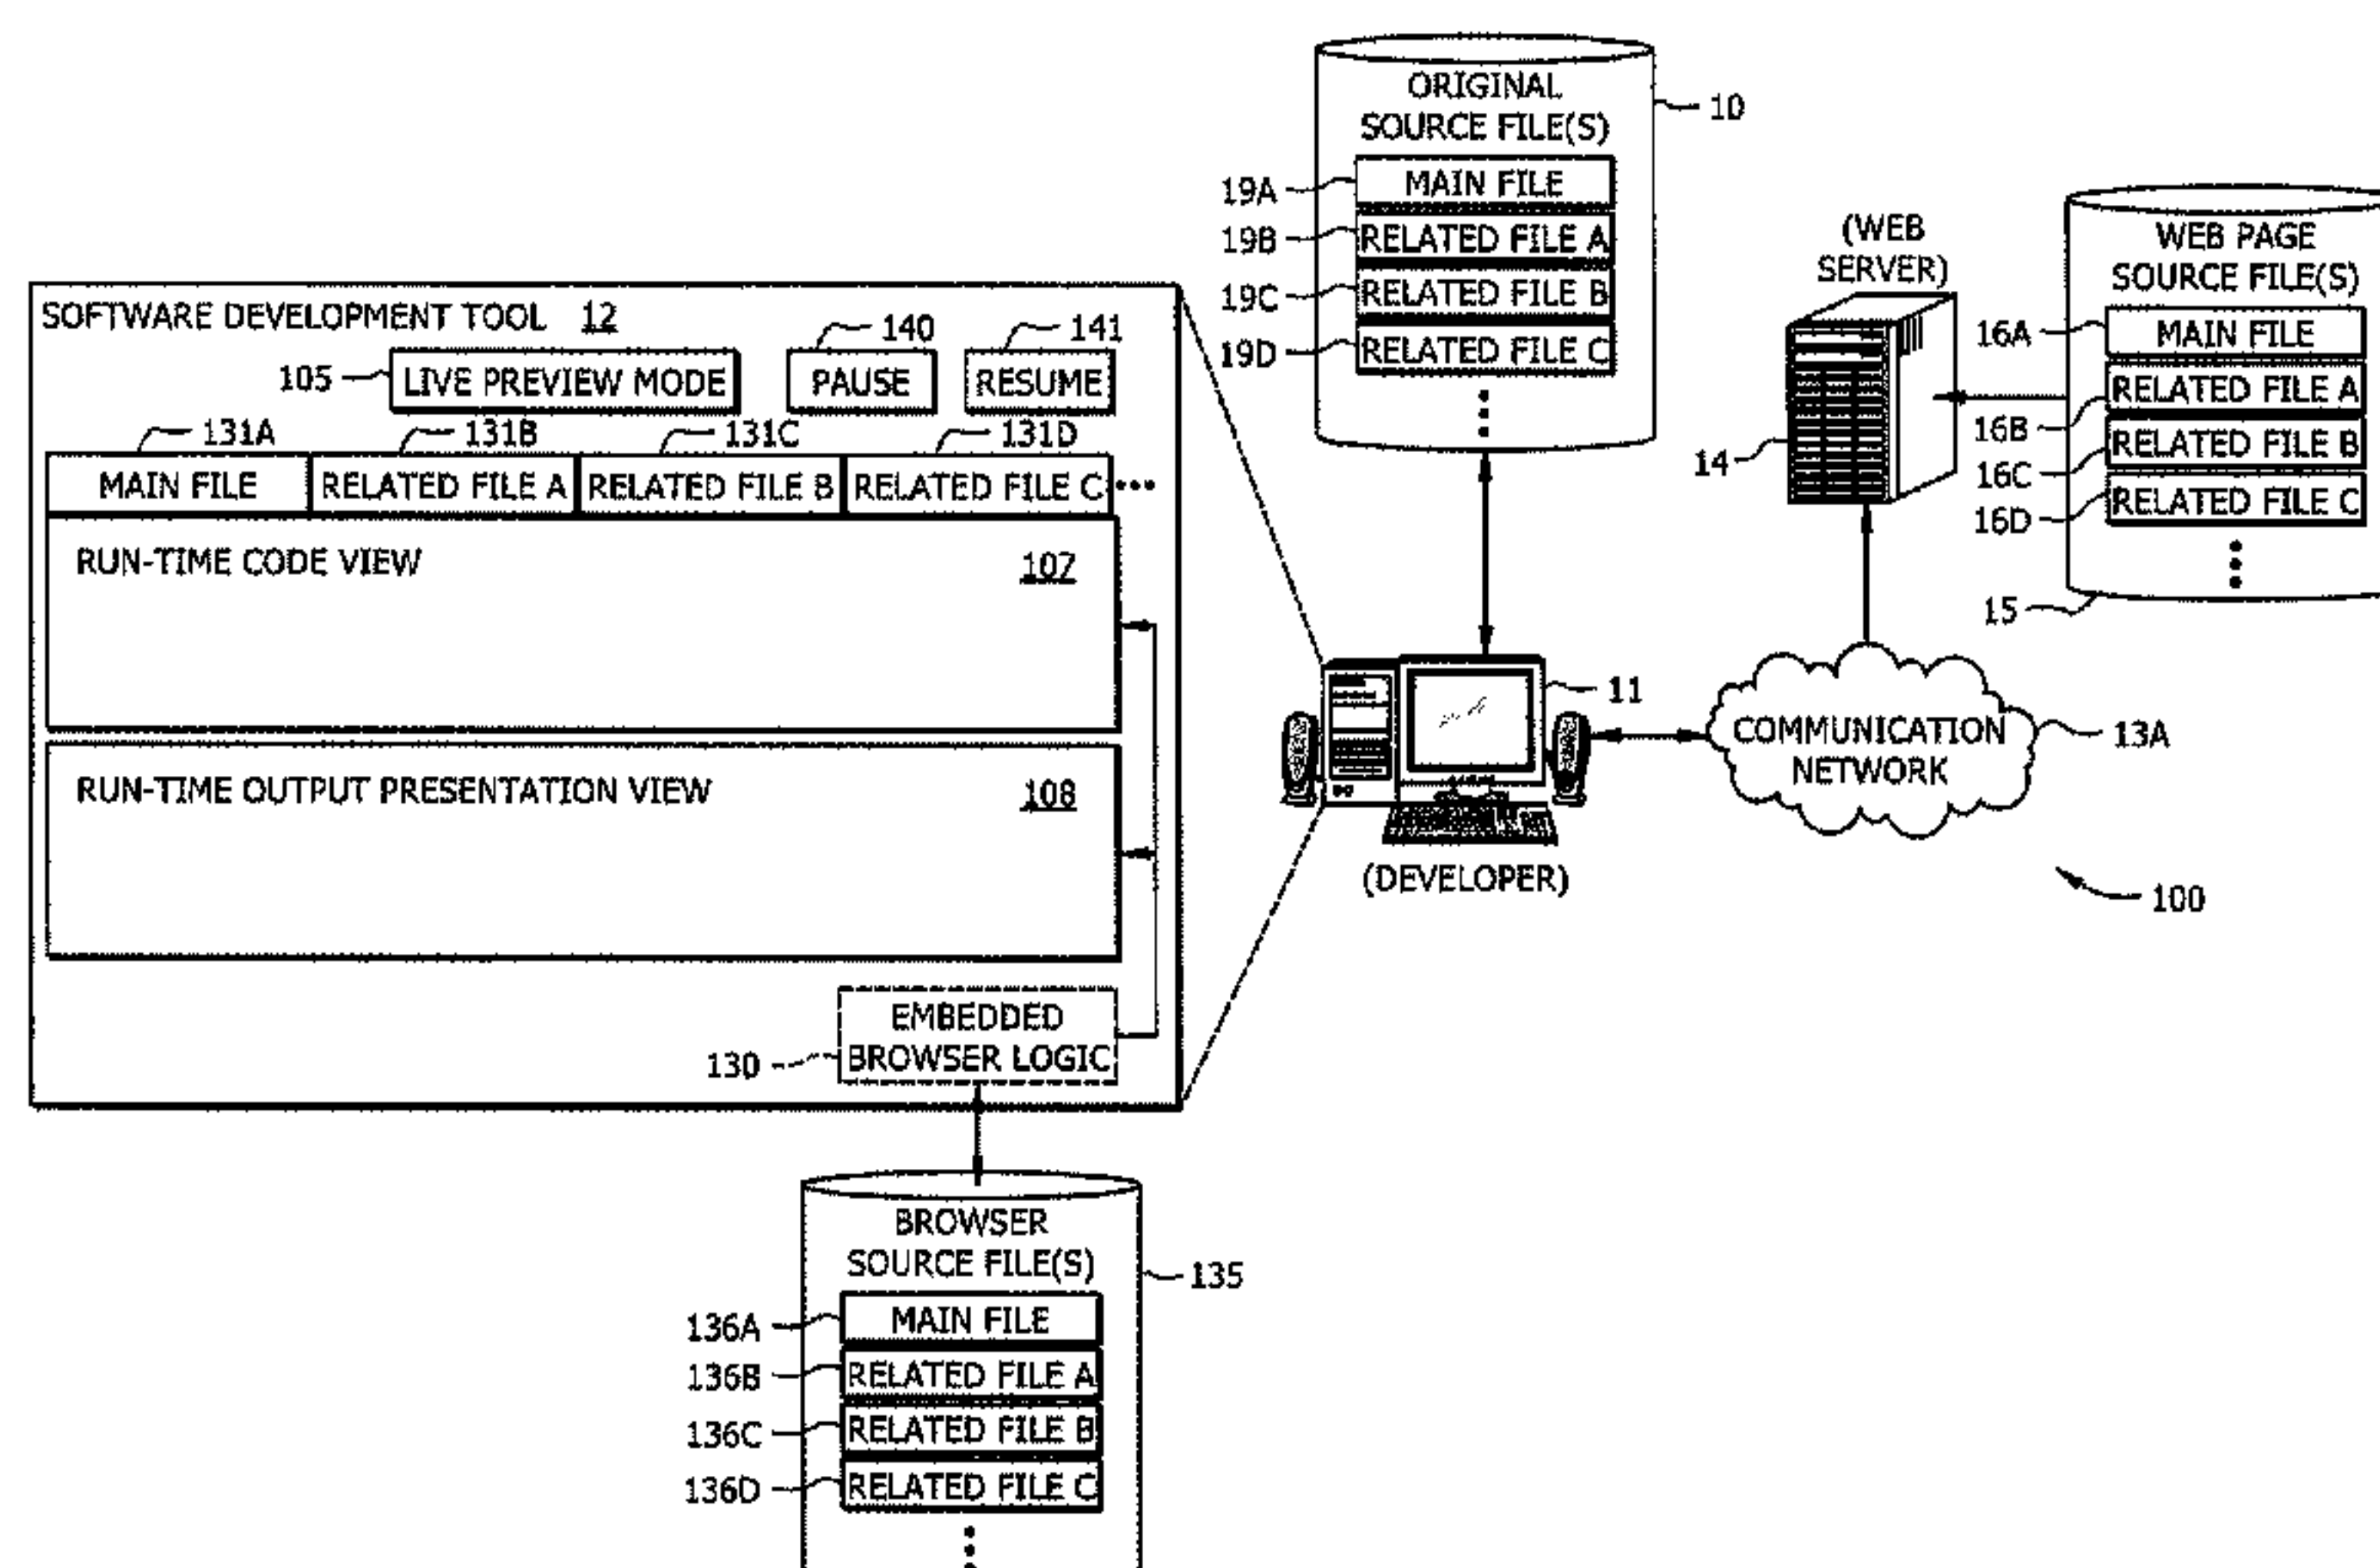 ORIGINAL
SOURCE FILE(S)
10
19A
MAIN FILE
19B
RELATED FILE A
19C
RELATED FILE B
19D
RELATED FILE C
(WEB
SERVER)
14
WEB PAGE
SOURCE FILE(S)
16A
MAIN FILE
16B
RELATED FILE A
16C
RELATED FILE B
16D
RELATED FILE C
15
SOFTWARE DEVELOPMENT TOOL 12
105
LIVE PREVIEW MODE
140
PAUSE
141
RESUME
131A
131B
131C
131D
MAIN FILE
RELATED FILE A
RELATED FILE B
RELATED FILE C
RUN-TIME CODE VIEW 107
RUN-TIME OUTPUT PRESENTATION VIEW 108
130
EMBEDDED
BROWSER LOGIC
11
(DEVELOPER)
COMMUNICATION
NETWORK
13A
100
BROWSER
SOURCE FILE(S)
135
136A
MAIN FILE
136B
RELATED FILE A
136C
RELATED FILE B
136D
RELATED FILE C